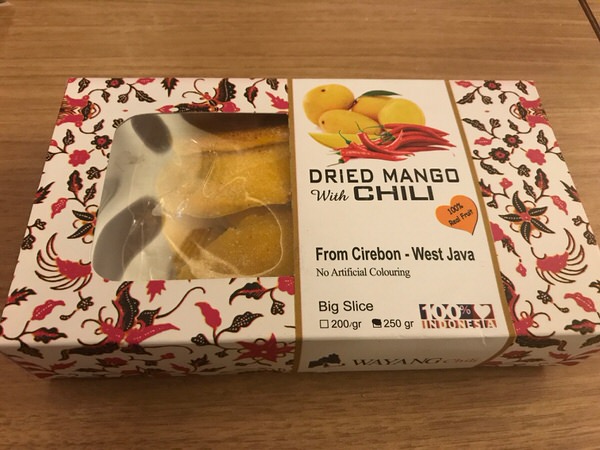 DRIED MANGO
With CHILI
100%
Real Fruit
From Cirebon - West Java
No Artificial Colouring
Big Slice
200/gr 250 gr
100%
INDONESIA
WAYANG